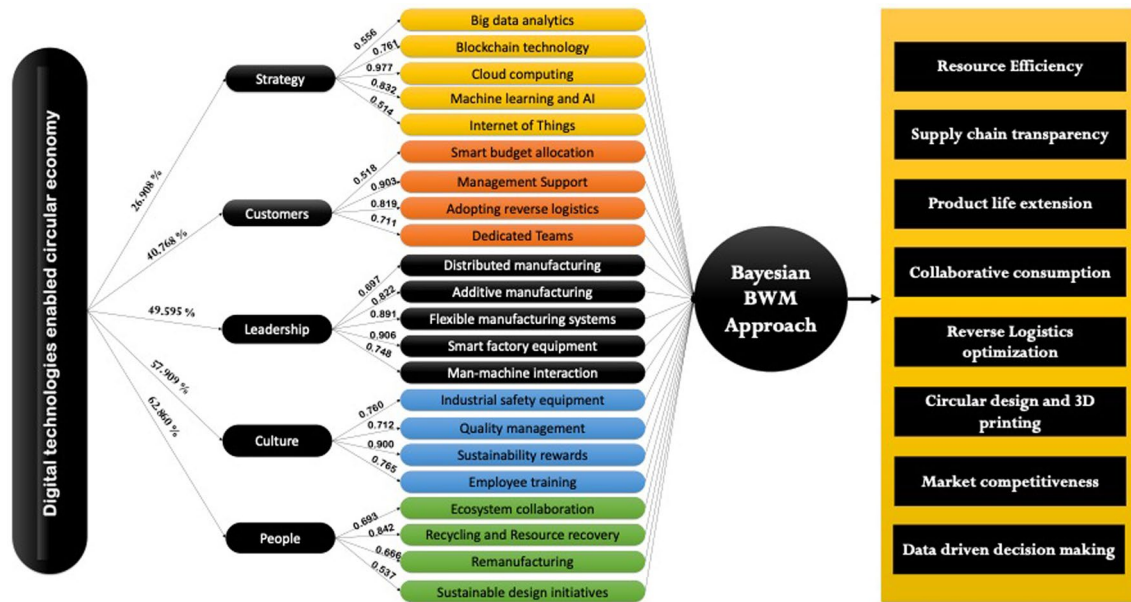 Digital technologies enabled circular economy
26.908 %
40.768 %
49.595 %
57.909 %
62.860 %
Strategy
0.556
0.761
0.977
0.832
0.514
Big data analytics
Blockchain technology
Cloud computing
Machine learning and AI
Internet of Things
Customers
0.518
0.903
0.819
0.711
Smart budget allocation
Management Support
Adopting reverse logistics
Dedicated Teams
Leadership
0.697
0.822
0.891
0.906
0.748
Distributed manufacturing
Additive manufacturing
Flexible manufacturing systems
Smart factory equipment
Man-machine interaction
Culture
0.760
0.712
0.900
0.765
Industrial safety equipment
Quality management
Sustainability rewards
Employee training
People
0.693
0.842
0.666
0.537
Ecosystem collaboration
Recycling and Resource recovery
Remanufacturing
Sustainable design initiatives
Bayesian
BWM
Approach
Resource Efficiency
Supply chain transparency
Product life extension
Collaborative consumption
Reverse Logistics
optimization
Circular design and 3D
printing
Market competitiveness
Data driven decision making